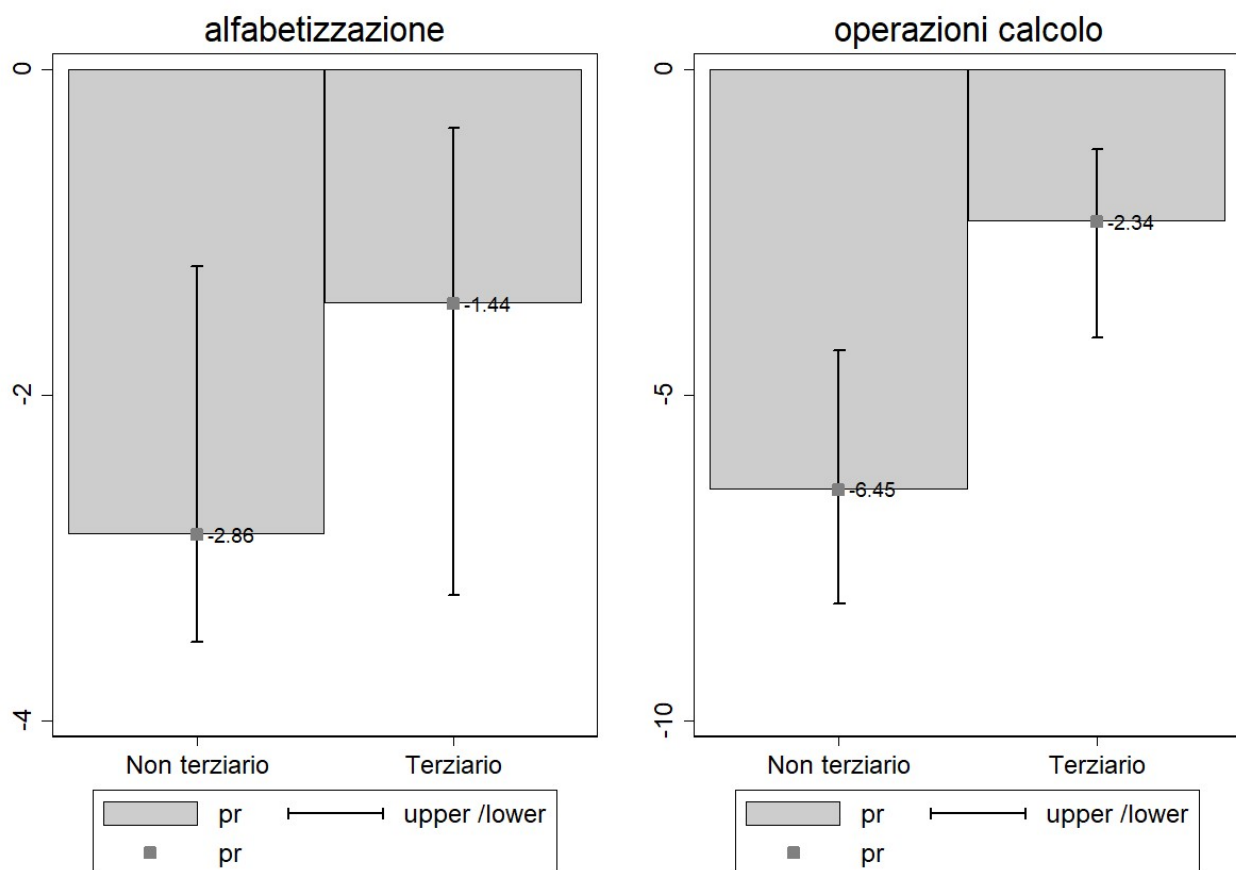 alfabetizzazione
0
-2
-4
-2.86
-1.44
Non terziario
Terziario
pr
upper /lower
pr
operazioni calcolo
0
-5
-10
-6.45
-2.34
Non terziario
Terziario
pr
upper /lower
pr